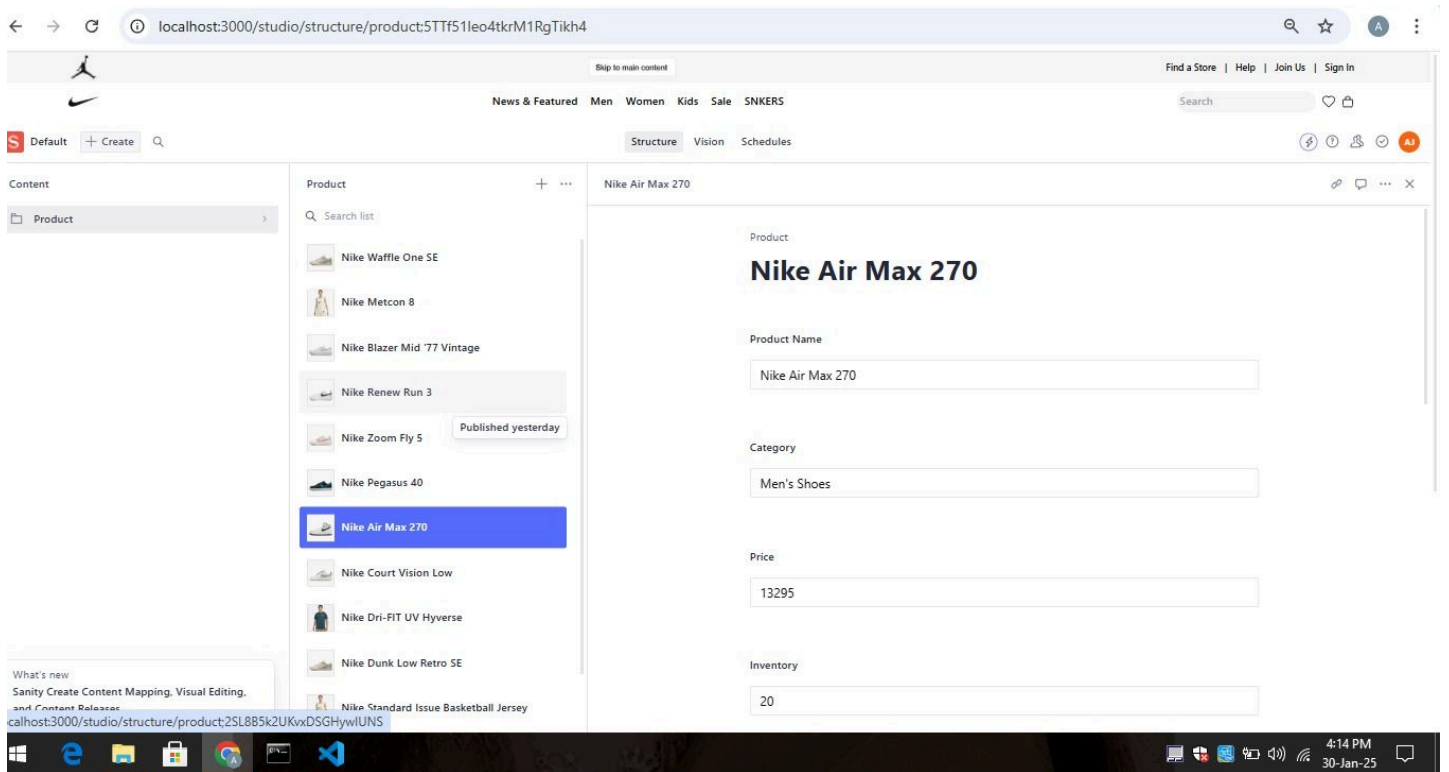 localhost:3000/studio/structure/product;5TTf51Ieo4tkrM1RgTikh4
A
Skip to main content
Find a Store | Help | Join Us | Sign In
News & Featured Men Women Kids Sale SNKERS
Search
S Default + Create
Structure Vision Schedules
AJ
Content
Product
Product
Search list
Nike Waffle One SE
Nike Metcon 8
Nike Blazer Mid '77 Vintage
Nike Renew Run 3
Published yesterday
Nike Zoom Fly 5
Nike Pegasus 40
Nike Air Max 270
Nike Court Vision Low
Nike Dri-FIT UV Hyverse
Nike Dunk Low Retro SE
Nike Standard Issue Basketball Jersey
Nike Air Max 270
Product
Nike Air Max 270
Product Name
Nike Air Max 270
Category
Men's Shoes
Price
13295
Inventory
20
What's new
Sanity Create Content Mapping, Visual Editing,
and Content Releases
calhost:3000/studio/structure/product;2SL8B5k2UKvxDSGHywIUNS
4:14 PM
30-Jan-25